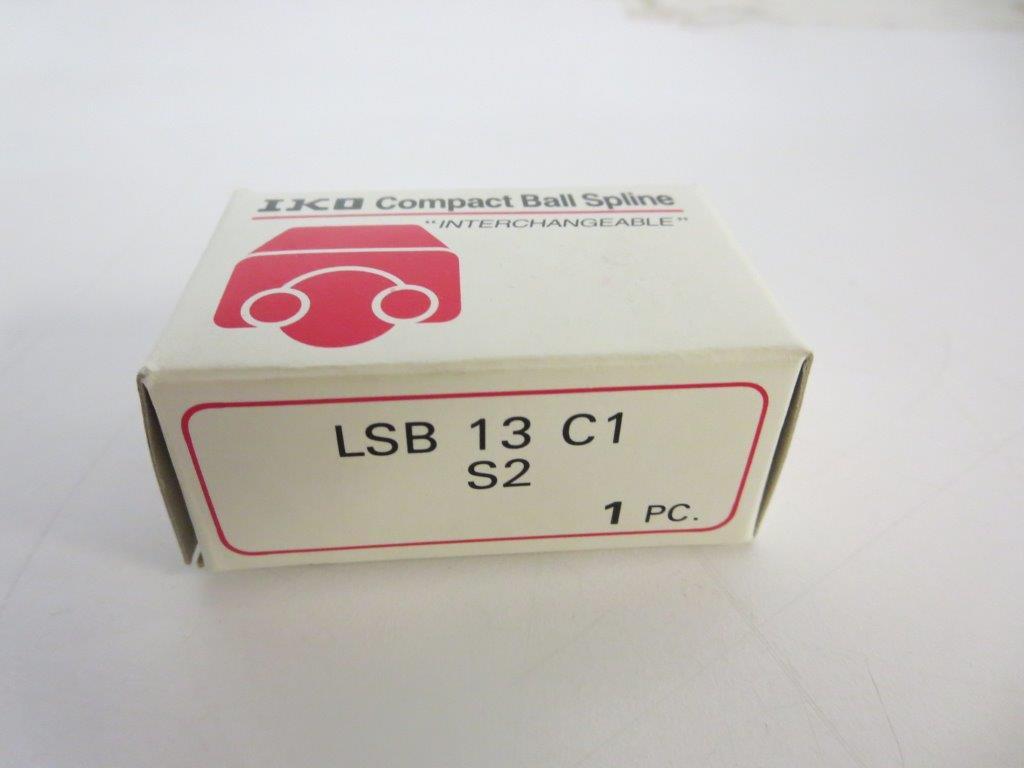 IKO Compact Ball Spline
"INTERCHANGEABLE"
LSB 13 C1
S2
1 PC.